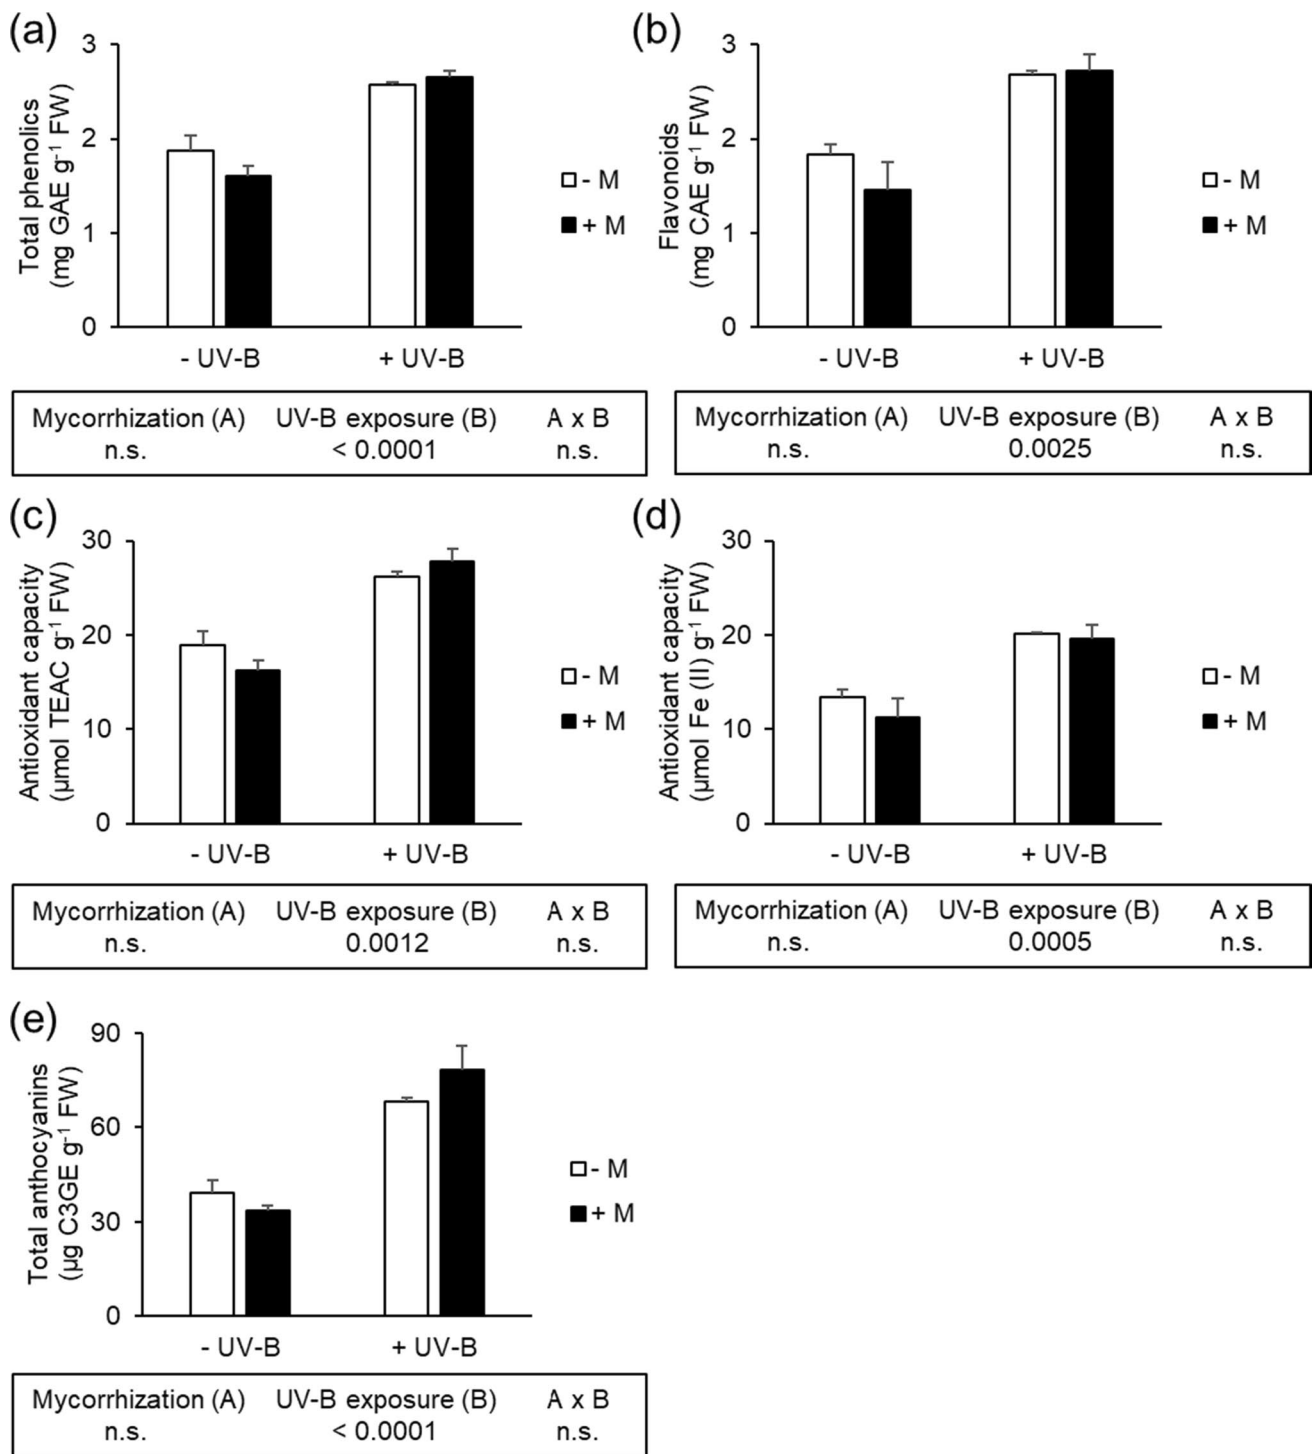 (a)
Total phenolics
(mg GAE g⁻¹ FW)
3
2
1
0
- UV-B
+ UV-B
- M
+ M
Mycorrhization (A) UV-B exposure (B) A x B
n.s. < 0.0001 n.s.
(b)
Flavonoids
(mg CAE g⁻¹ FW)
3
2
1
0
- UV-B
+ UV-B
- M
+ M
Mycorrhization (A) UV-B exposure (B) A x B
n.s. 0.0025 n.s.
(c)
Antioxidant capacity
(µmol TEAC g⁻¹ FW)
30
20
10
0
- UV-B
+ UV-B
- M
+ M
Mycorrhization (A) UV-B exposure (B) A x B
n.s. 0.0012 n.s.
(d)
Antioxidant capacity
(µmol Fe (II) g⁻¹ FW)
30
20
10
0
- UV-B
+ UV-B
- M
+ M
Mycorrhization (A) UV-B exposure (B) A x B
n.s. 0.0005 n.s.
(e)
Total anthocyanins
(µg C3GE g⁻¹ FW)
90
60
30
0
- UV-B
+ UV-B
- M
+ M
Mycorrhization (A) UV-B exposure (B) A x B
n.s. < 0.0001 n.s.